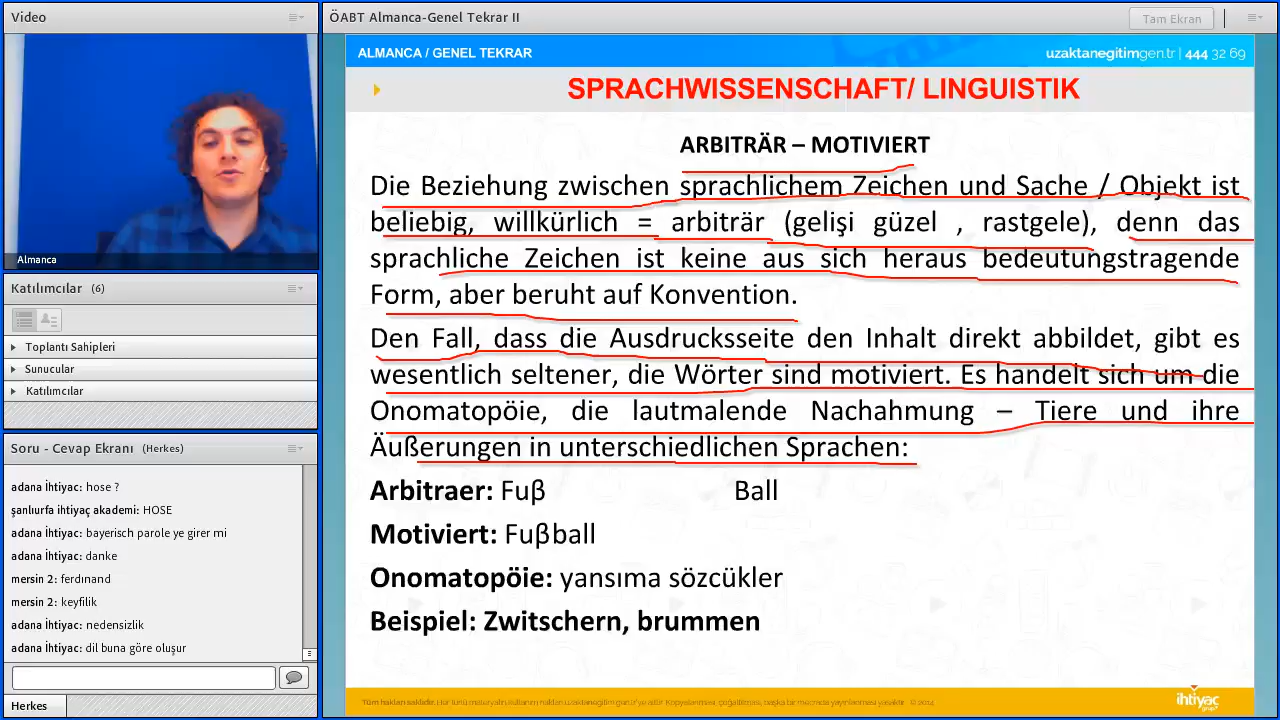 Video
Almanca
Katılımcılar (6)
Toplantı Sahipleri
Sunucular
Katılımcılar
Soru - Cevap Ekranı (Herkes)
adana İhtiyaç: hose ?
şanlıurfa ihtiyaç akademi: HOSE
adana İhtiyaç: bayerisch parole ye girer mi
adana İhtiyaç: danke
mersin 2: ferdınand
mersin 2: keyfilik
adana İhtiyaç: nedensizlik
adana İhtiyaç: dil buna göre oluşur
Herkes
ÖABT Almanca-Genel Tekrar II
Tam Ekran
ALMANCA / GENEL TEKRAR
uzaktanegitim.gen.tr | 444 32 69
SPRACHWISSENSCHAFT/ LINGUISTIK
ARBITRÄR – MOTIVIERT
Die Beziehung zwischen sprachlichem Zeichen und Sache / Objekt ist
beliebig, willkürlich = arbiträr (gelişi güzel , rastgele), denn das
sprachliche Zeichen ist keine aus sich heraus bedeutungstragende
Form, aber beruht auf Konvention.
Den Fall, dass die Ausdrucksseite den Inhalt direkt abbildet, gibt es
wesentlich seltener, die Wörter sind motiviert. Es handelt sich um die
Onomatopöie, die lautmalende Nachahmung – Tiere und ihre
Äußerungen in unterschiedlichen Sprachen:
Arbitraer: Fuβ Ball
Motiviert: Fuβball
Onomatopöie: yansıma sözcükler
Beispiel: Zwitschern, brummen
Tüm hakları saklıdır. © 2014
ihtiyaç